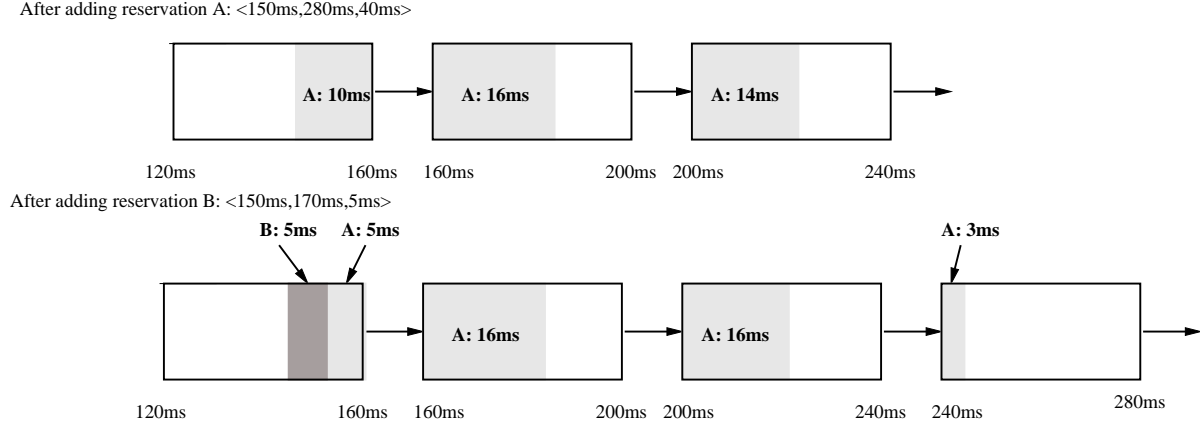 After adding reservation A: <150ms,280ms,40ms>
A: 10ms A: 16ms A: 14ms
120ms 160ms 160ms 200ms 200ms 240ms
After adding reservation B: <150ms,170ms,5ms>
B: 5ms A: 5ms A: 3ms
A: 16ms A: 16ms
120ms 160ms 160ms 200ms 200ms 240ms 240ms 280ms